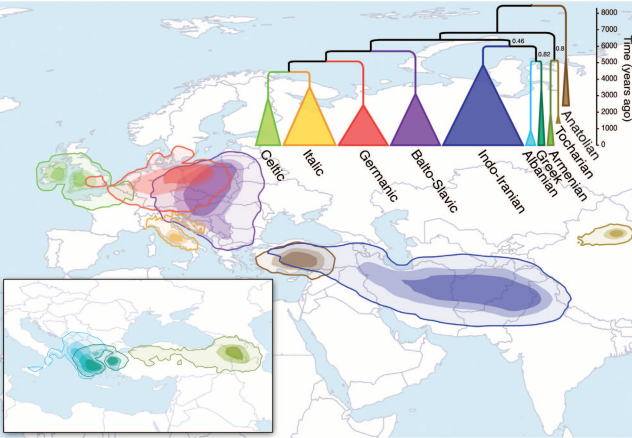 8000
7000
6000
5000
4000
3000
2000
1000
0
Time (years ago)
0.46
0.82
0.8
Celtic
Italic
Germanic
Balto-Slavic
Indo-Iranian
Albanian
Greek
Armenian
Tocharian
Anatolian